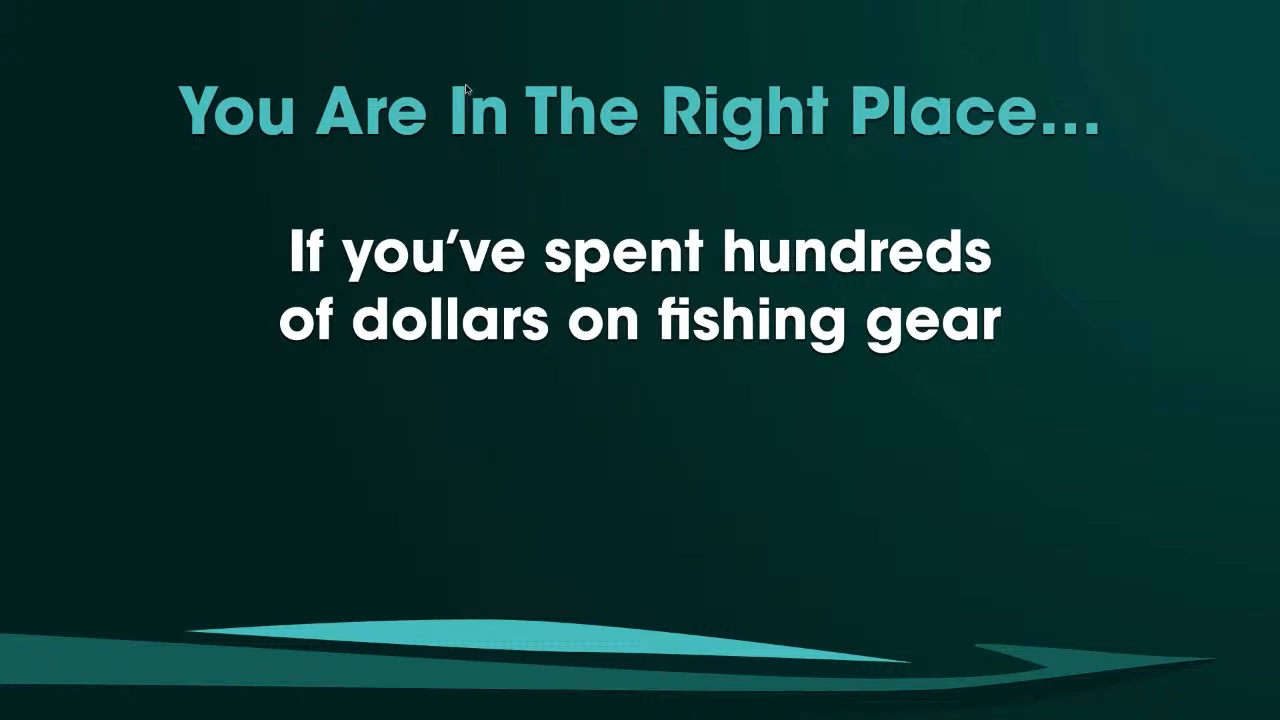 You Are In The Right Place...
If you’ve spent hundreds
of dollars on fishing gear